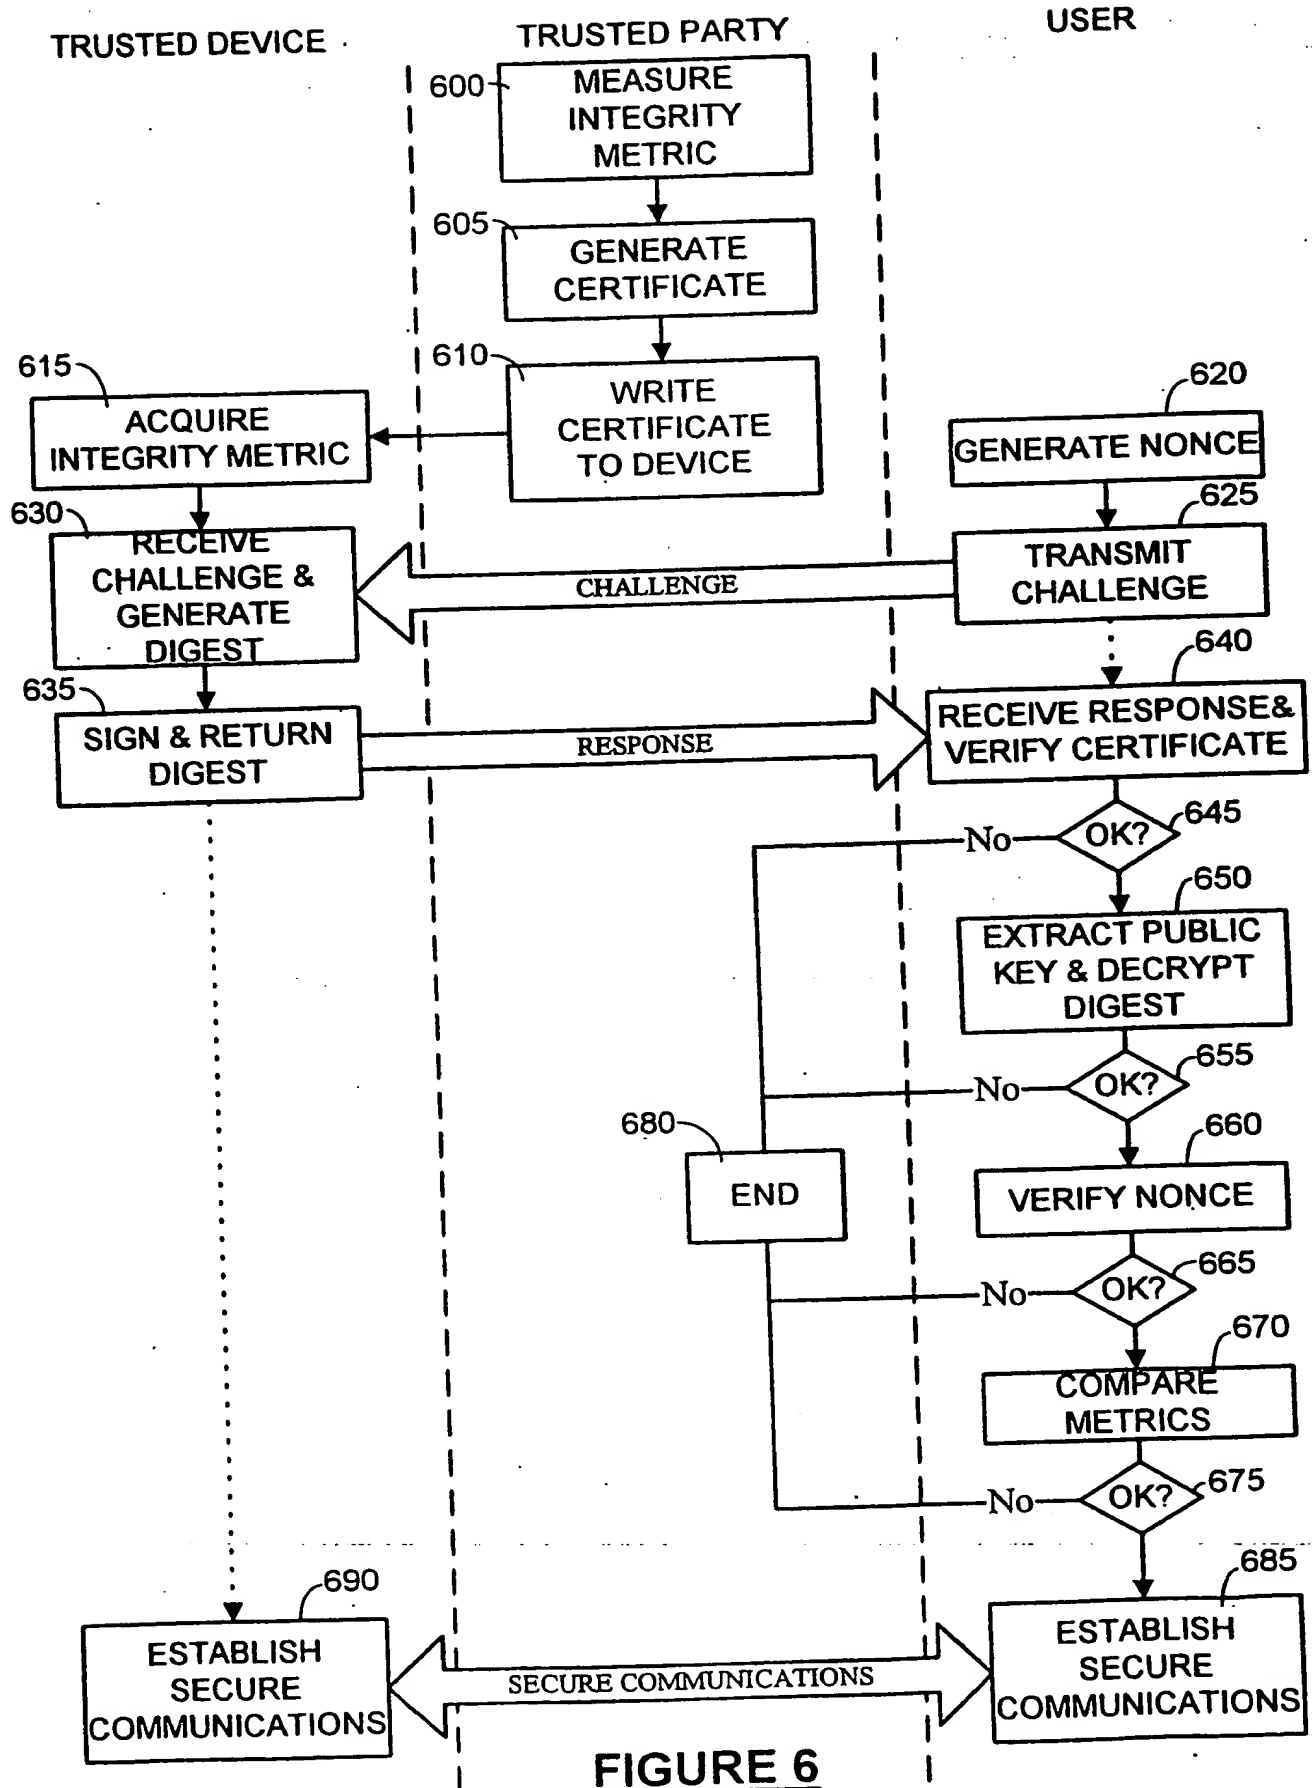 TRUSTED DEVICE
TRUSTED PARTY
USER
600
MEASURE
INTEGRITY
METRIC
605
GENERATE
CERTIFICATE
610
WRITE
CERTIFICATE
TO DEVICE
615
ACQUIRE
INTEGRITY METRIC
620
GENERATE NONCE
625
TRANSMIT
CHALLENGE
CHALLENGE
630
RECEIVE
CHALLENGE &
GENERATE
DIGEST
635
SIGN & RETURN
DIGEST
RESPONSE
640
RECEIVE RESPONSE&
VERIFY CERTIFICATE
645
OK?
No
650
EXTRACT PUBLIC
KEY & DECRYPT
DIGEST
655
OK?
No
680
END
660
VERIFY NONCE
665
OK?
No
670
COMPARE
METRICS
675
OK?
No
685
ESTABLISH
SECURE
COMMUNICATIONS
690
ESTABLISH
SECURE
COMMUNICATIONS
SECURE COMMUNICATIONS
FIGURE 6